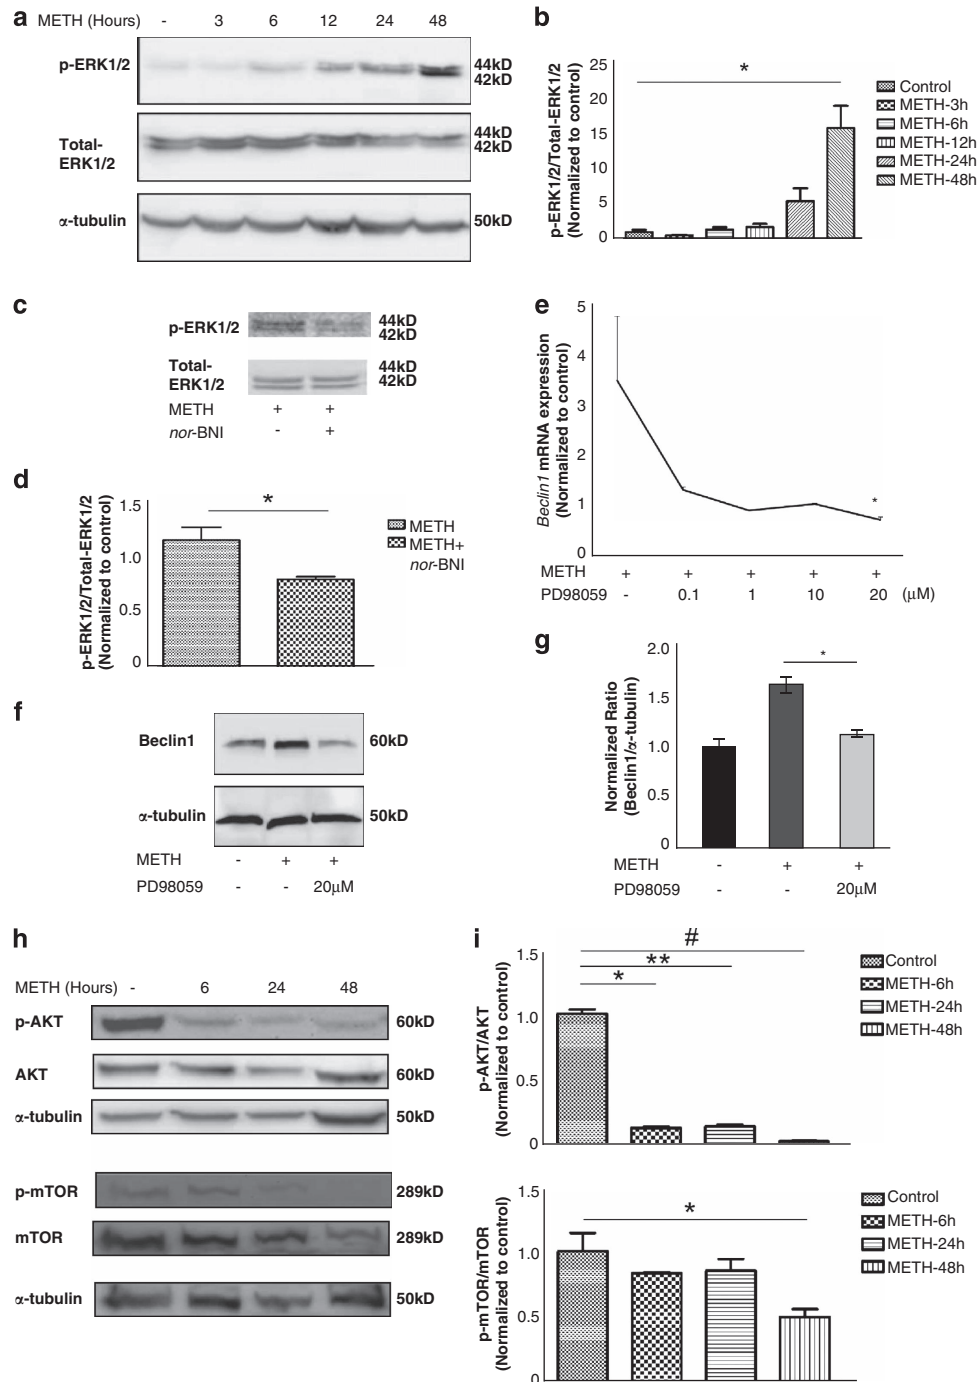 a
METH (Hours) - 3 6 12 24 48
p-ERK1/2
44kD
42kD
Total-
ERK1/2
44kD
42kD
α-tubulin
50kD
b
p-ERK1/2/Total-ERK1/2
(Normalized to control)
25
20
15
10
5
0
*
Control
METH-3h
METH-6h
METH-12h
METH-24h
METH-48h
c
p-ERK1/2
44kD
42kD
Total-
ERK1/2
44kD
42kD
METH + +
nor-BNI - +
d
p-ERK1/2/Total-ERK1/2
(Normalized to control)
1.5
1.0
0.5
0
*
METH
METH+
nor-BNI
e
Beclin1 mRNA expression
(Normalized to control)
5
4
3
2
1
0
*
METH + + + + +
PD98059 - 0.1 1 10 20 (μM)
f
Beclin1
60kD
α-tubulin
50kD
METH - + +
PD98059 - - 20μM
g
Normalized Ratio
(Beclin1/α-tubulin)
2.0
1.5
1.0
0.5
0
*
METH - + +
PD98059 - - 20μM
h
METH (Hours) - 6 24 48
p-AKT
60kD
AKT
60kD
α-tubulin
50kD
p-mTOR
289kD
mTOR
289kD
α-tubulin
50kD
i
p-AKT/AKT
(Normalized to control)
1.5
1.0
0.5
0
#
**
*
Control
METH-6h
METH-24h
METH-48h
p-mTOR/mTOR
(Normalized to control)
1.5
1.0
0.5
0
*
Control
METH-6h
METH-24h
METH-48h